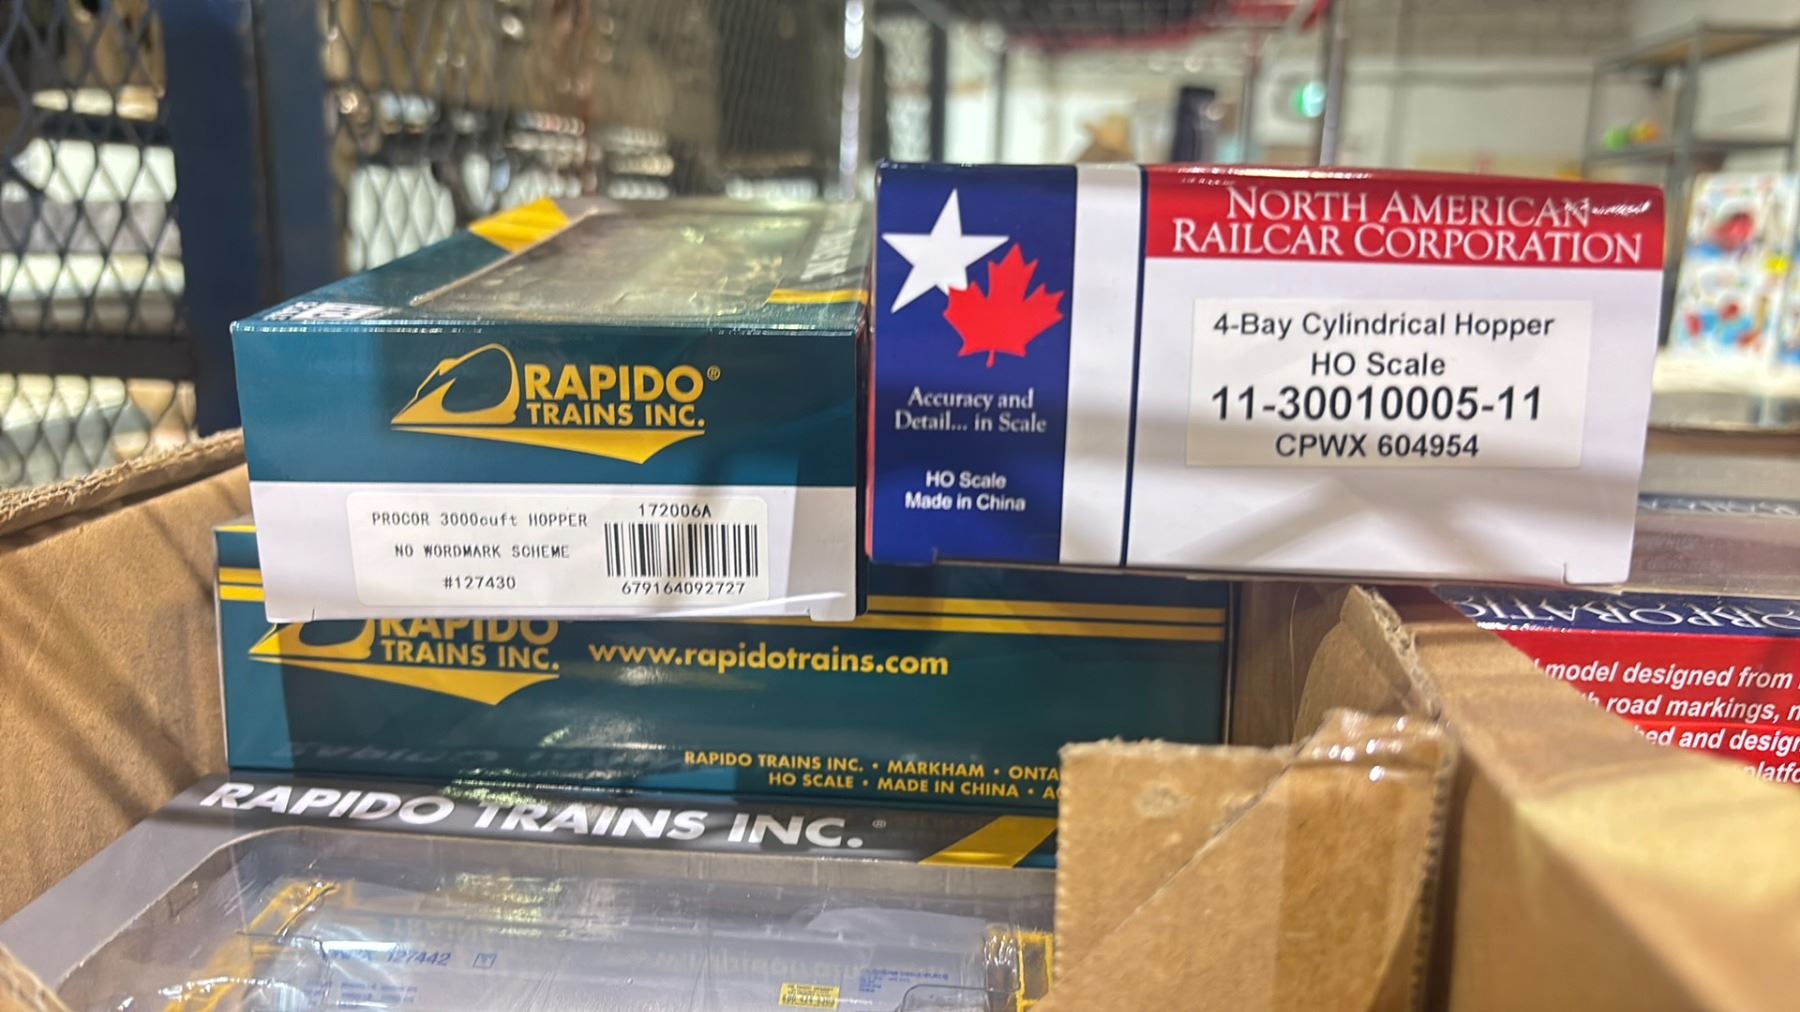 RAPIDO®
TRAINS INC.
PROCOR 3000cuft HOPPER
NO WORDMARK SCHEME
#127430
172006A
679164092727
NORTH AMERICAN
RAILCAR CORPORATION
4-Bay Cylindrical Hopper
HO Scale
11-30010005-11
CPWX 604954
Accuracy and
Detail... in Scale
HO Scale
Made in China
RAPIDO
TRAINS INC.
www.rapidotrains.com
RAPIDO TRAINS INC. • MARKHAM •
HO SCALE • MADE IN CHINA •
RAPIDO TRAINS INC.®
127442
model designed from
road markings,
and